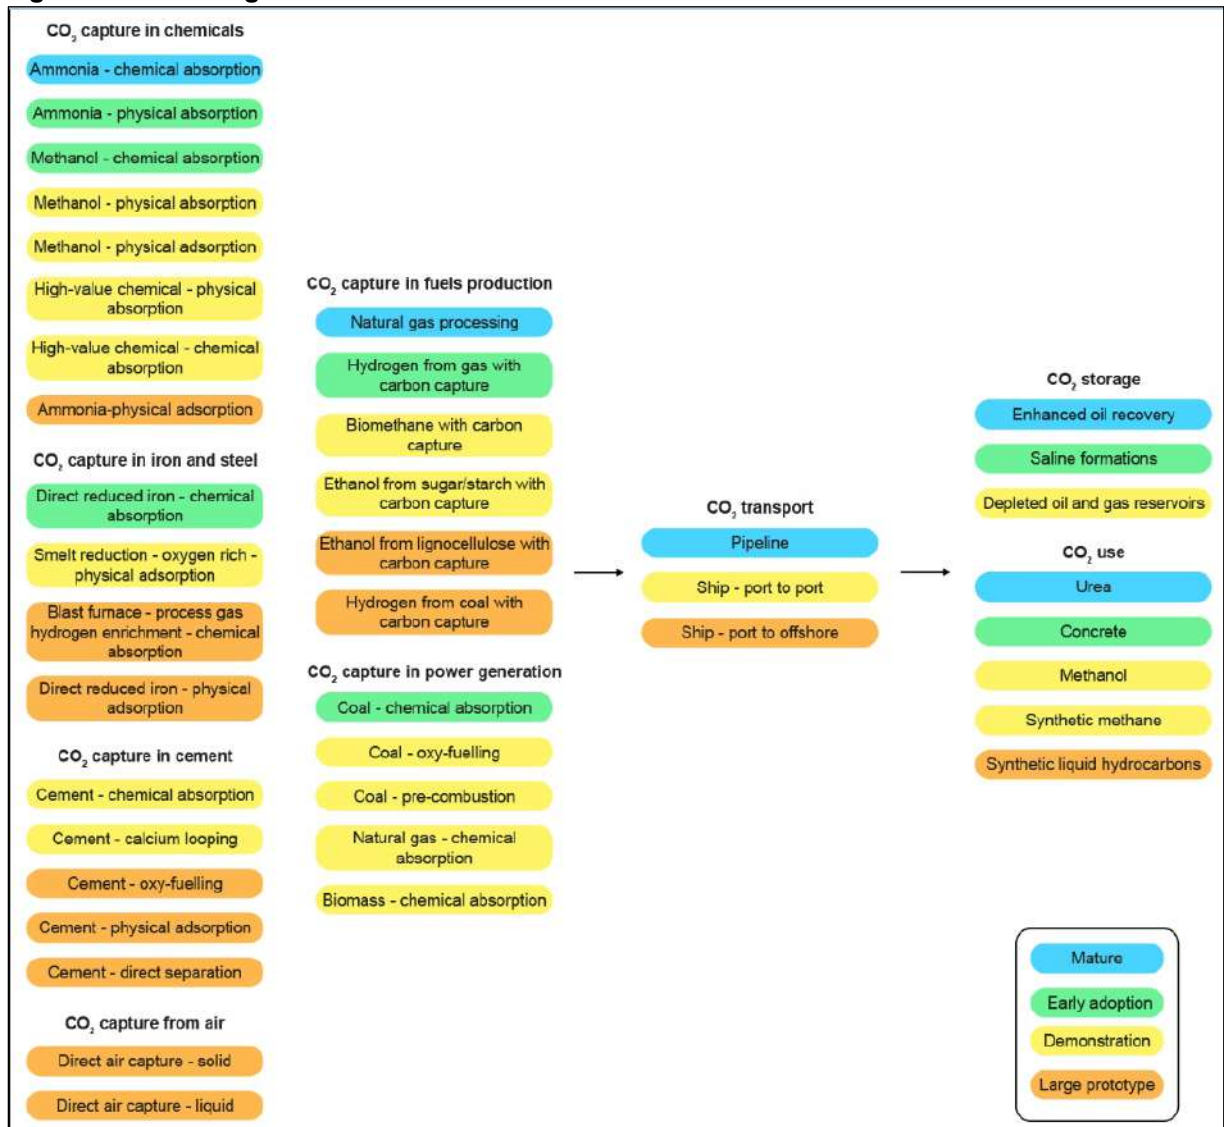 CO2 capture in chemicals
Ammonia - chemical absorption
Ammonia - physical absorption
Methanol - chemical absorption
Methanol - physical absorption
Methanol - physical adsorption
High-value chemical - physical
absorption
High-value chemical - chemical
absorption
Ammonia-physical adsorption
CO2 capture in iron and steel
Direct reduced iron - chemical
absorption
Smelt reduction - oxygen rich -
physical adsorption
Blast furnace - process gas
hydrogen enrichment - chemical
absorption
Direct reduced iron - physical
adsorption
CO2 capture in cement
Cement - chemical absorption
Cement - calcium looping
Cement - oxy-fuelling
Cement - physical adsorption
Cement - direct separation
CO2 capture from air
Direct air capture - solid
Direct air capture - liquid
CO2 capture in fuels production
Natural gas processing
Hydrogen from gas with
carbon capture
Biomethane with carbon
capture
Ethanol from sugar/starch with
carbon capture
Ethanol from lignocellulose with
carbon capture
Hydrogen from coal with
carbon capture
CO2 capture in power generation
Coal - chemical absorption
Coal - oxy-fuelling
Coal - pre-combustion
Natural gas - chemical
absorption
Biomass - chemical absorption
CO2 transport
Pipeline
Ship - port to port
Ship - port to offshore
CO2 storage
Enhanced oil recovery
Saline formations
Depleted oil and gas reservoirs
CO2 use
Urea
Concrete
Methanol
Synthetic methane
Synthetic liquid hydrocarbons
Mature
Early adoption
Demonstration
Large prototype